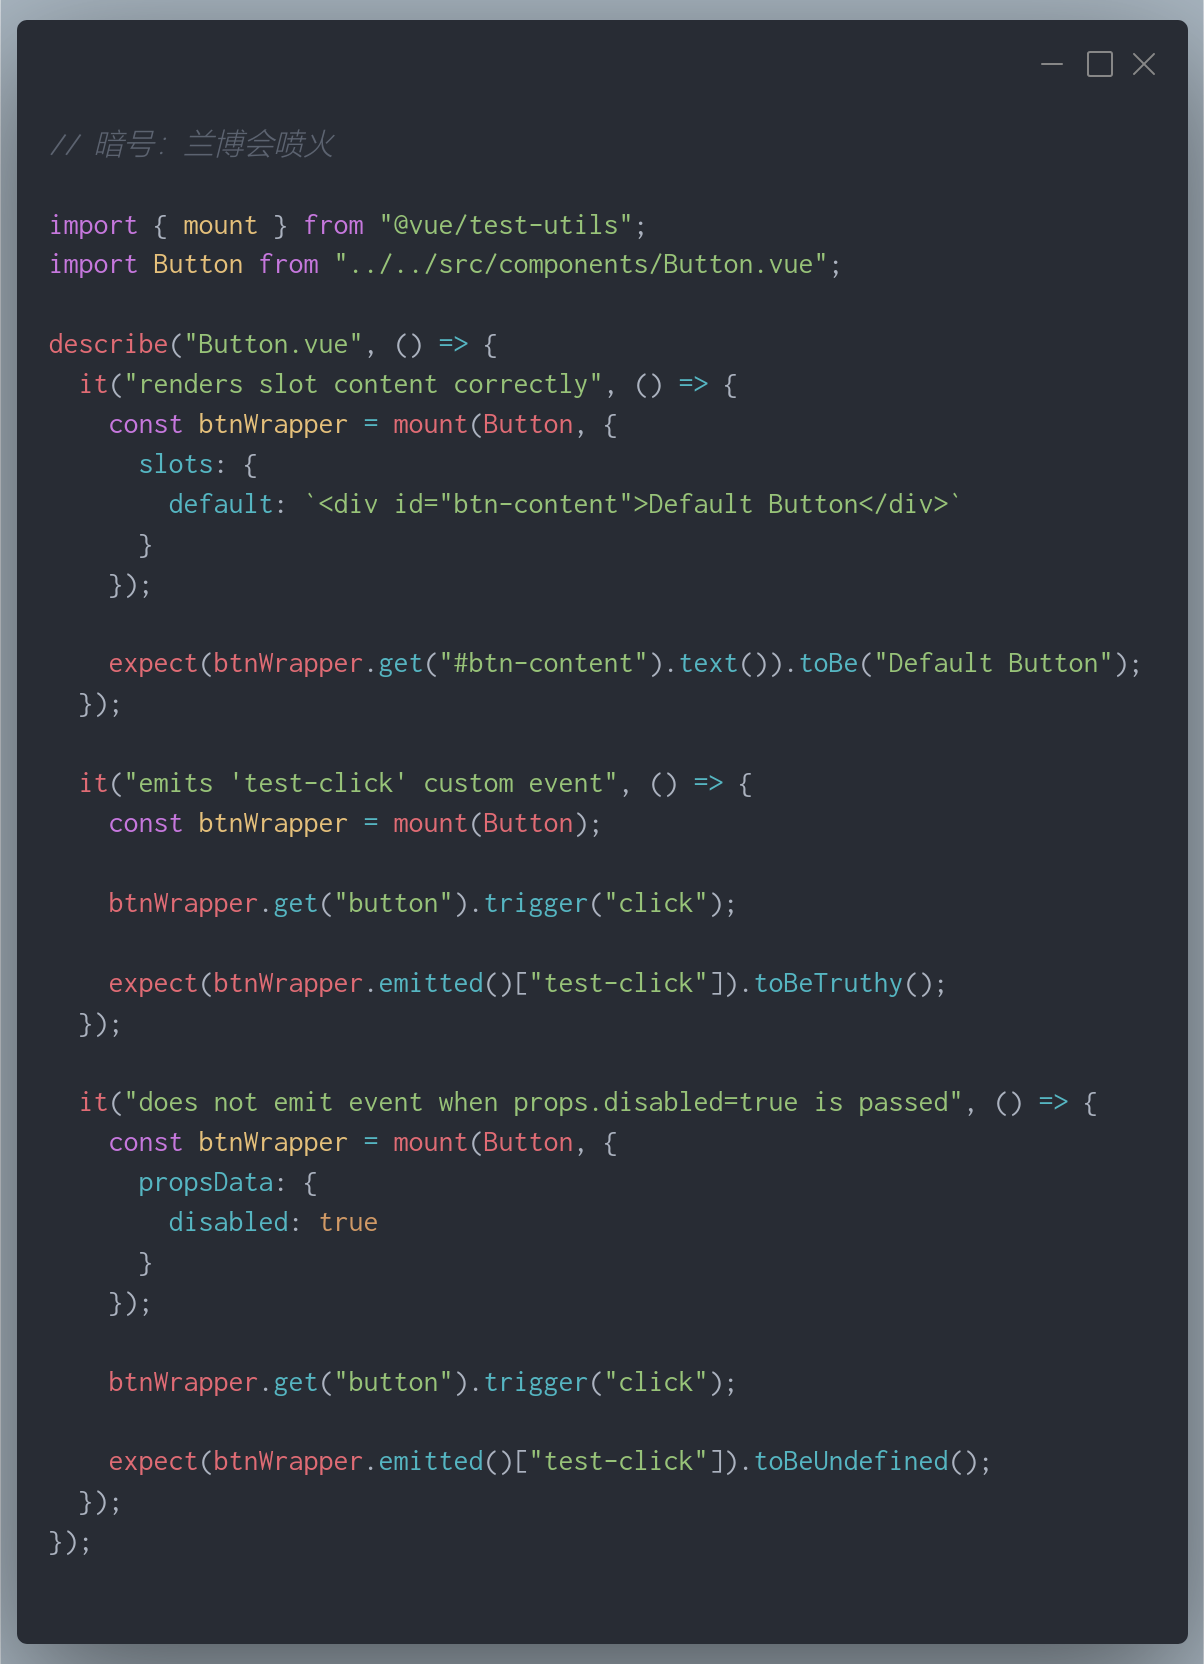 // 暗号: 兰博会喷火
import { mount } from "@vue/test-utils";
import Button from "../../src/components/Button.vue";
describe("Button.vue", () => {
  it("renders slot content correctly", () => {
    const btnWrapper = mount(Button, {
      slots: {
        default: `<div id="btn-content">Default Button</div>`
      }
    });
    expect(btnWrapper.get("#btn-content").text()).toBe("Default Button");
  });
  it("emits 'test-click' custom event", () => {
    const btnWrapper = mount(Button);
    btnWrapper.get("button").trigger("click");
    expect(btnWrapper.emitted()["test-click"]).toBeTruthy();
  });
  it("does not emit event when props.disabled=true is passed", () => {
    const btnWrapper = mount(Button, {
      propsData: {
        disabled: true
      }
    });
    btnWrapper.get("button").trigger("click");
    expect(btnWrapper.emitted()["test-click"]).toBeUndefined();
  });
});